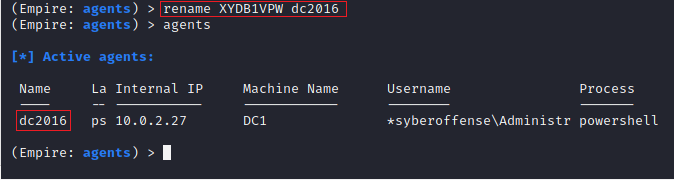 (Empire: agents) > rename XYDB1VPW dc2016
(Empire: agents) > agents
[*] Active agents:
Name La Internal IP Machine Name Username Process
---- -- ----------- ------------ -------- -------
dc2016 ps 10.0.2.27 DC1 *syberoffense\Administr powershell
(Empire: agents) >